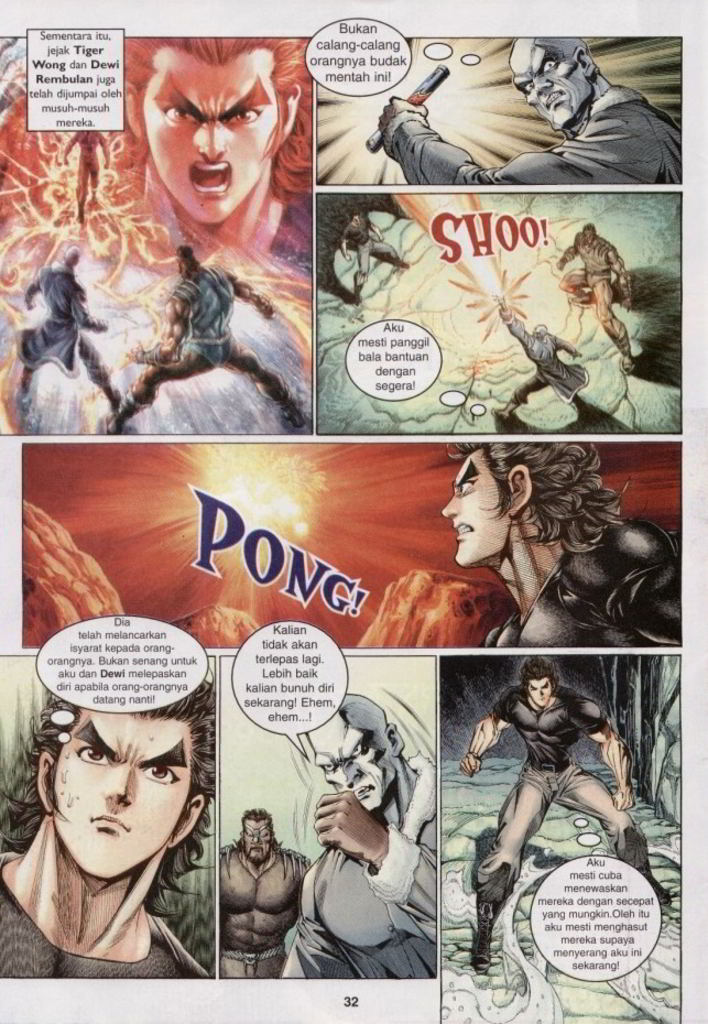 Sementara itu,
jejak Tiger
Wong dan Dewi
Rembulan juga
telah dijumpai oleh
musuh-musuh
mereka.
Bukan
calang-calang
orangnya budak
mentah ini!
SHOO!
Aku
mesti panggil
bala bantuan
dengan
segera!
PONG!
Dia
telah melancarkan
isyarat kepada orang-
orangnya. Bukan senang untuk
aku dan Dewi melepaskan
diri apabila orang-orangnya
datang nanti!
Kalian
tidak akan
terlepas lagi.
Lebih baik
kalian bunuh diri
sekarang! Ehem,
ehem...!
Aku
mesti cuba
menewaskan
mereka dengan secepat
yang mungkin.Oleh itu
aku mesti menghasut
mereka supaya
menyerang aku ini
sekarang!
32